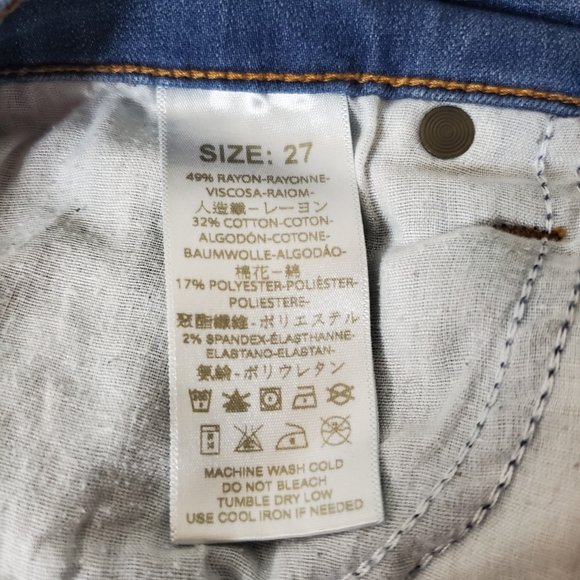 SIZE: 27
49% RAYON-RAYONNE-
VISCOSA-RAIOM-
人造纖-レーヨン
32% COTTON-COTON-
ALGODÓN-COTONE-
BAUMWOLLE-ALGODÃO-
棉花-綿
17% POLYESTER-POLIÉSTER-
POLIESTERE-
聚酯纖維-ポリエステル
2% SPANDEX-ÉLASTHANNE-
ELASTANO-ELASTAN-
氨綸-ポリウレタン
MACHINE WASH COLD
DO NOT BLEACH
TUMBLE DRY LOW
USE COOL IRON IF NEEDED